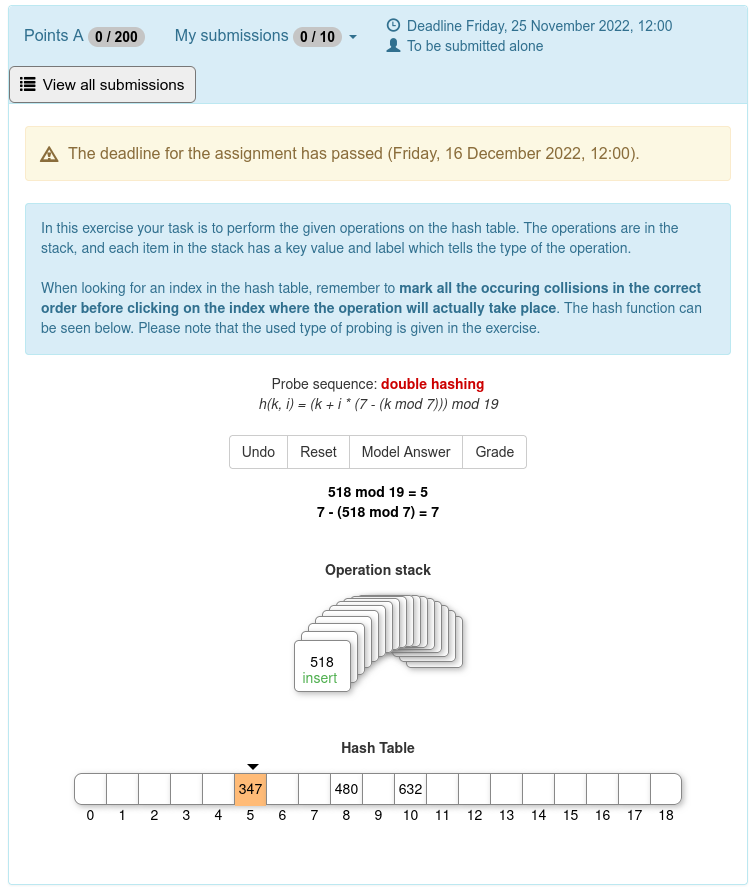 Points A 0 / 200 My submissions 0 / 10
Deadline Friday, 25 November 2022, 12:00
To be submitted alone
View all submissions
The deadline for the assignment has passed (Friday, 16 December 2022, 12:00).
In this exercise your task is to perform the given operations on the hash table. The operations are in the
stack, and each item in the stack has a key value and label which tells the type of the operation.
When looking for an index in the hash table, remember to mark all the occuring collisions in the correct
order before clicking on the index where the operation will actually take place. The hash function can
be seen below. Please note that the used type of probing is given in the exercise.
Probe sequence: double hashing
h(k, i) = (k + i * (7 - (k mod 7))) mod 19
Undo Reset Model Answer Grade
518 mod 19 = 5
7 - (518 mod 7) = 7
Operation stack
518
insert
Hash Table
347 480 632
0 1 2 3 4 5 6 7 8 9 10 11 12 13 14 15 16 17 18